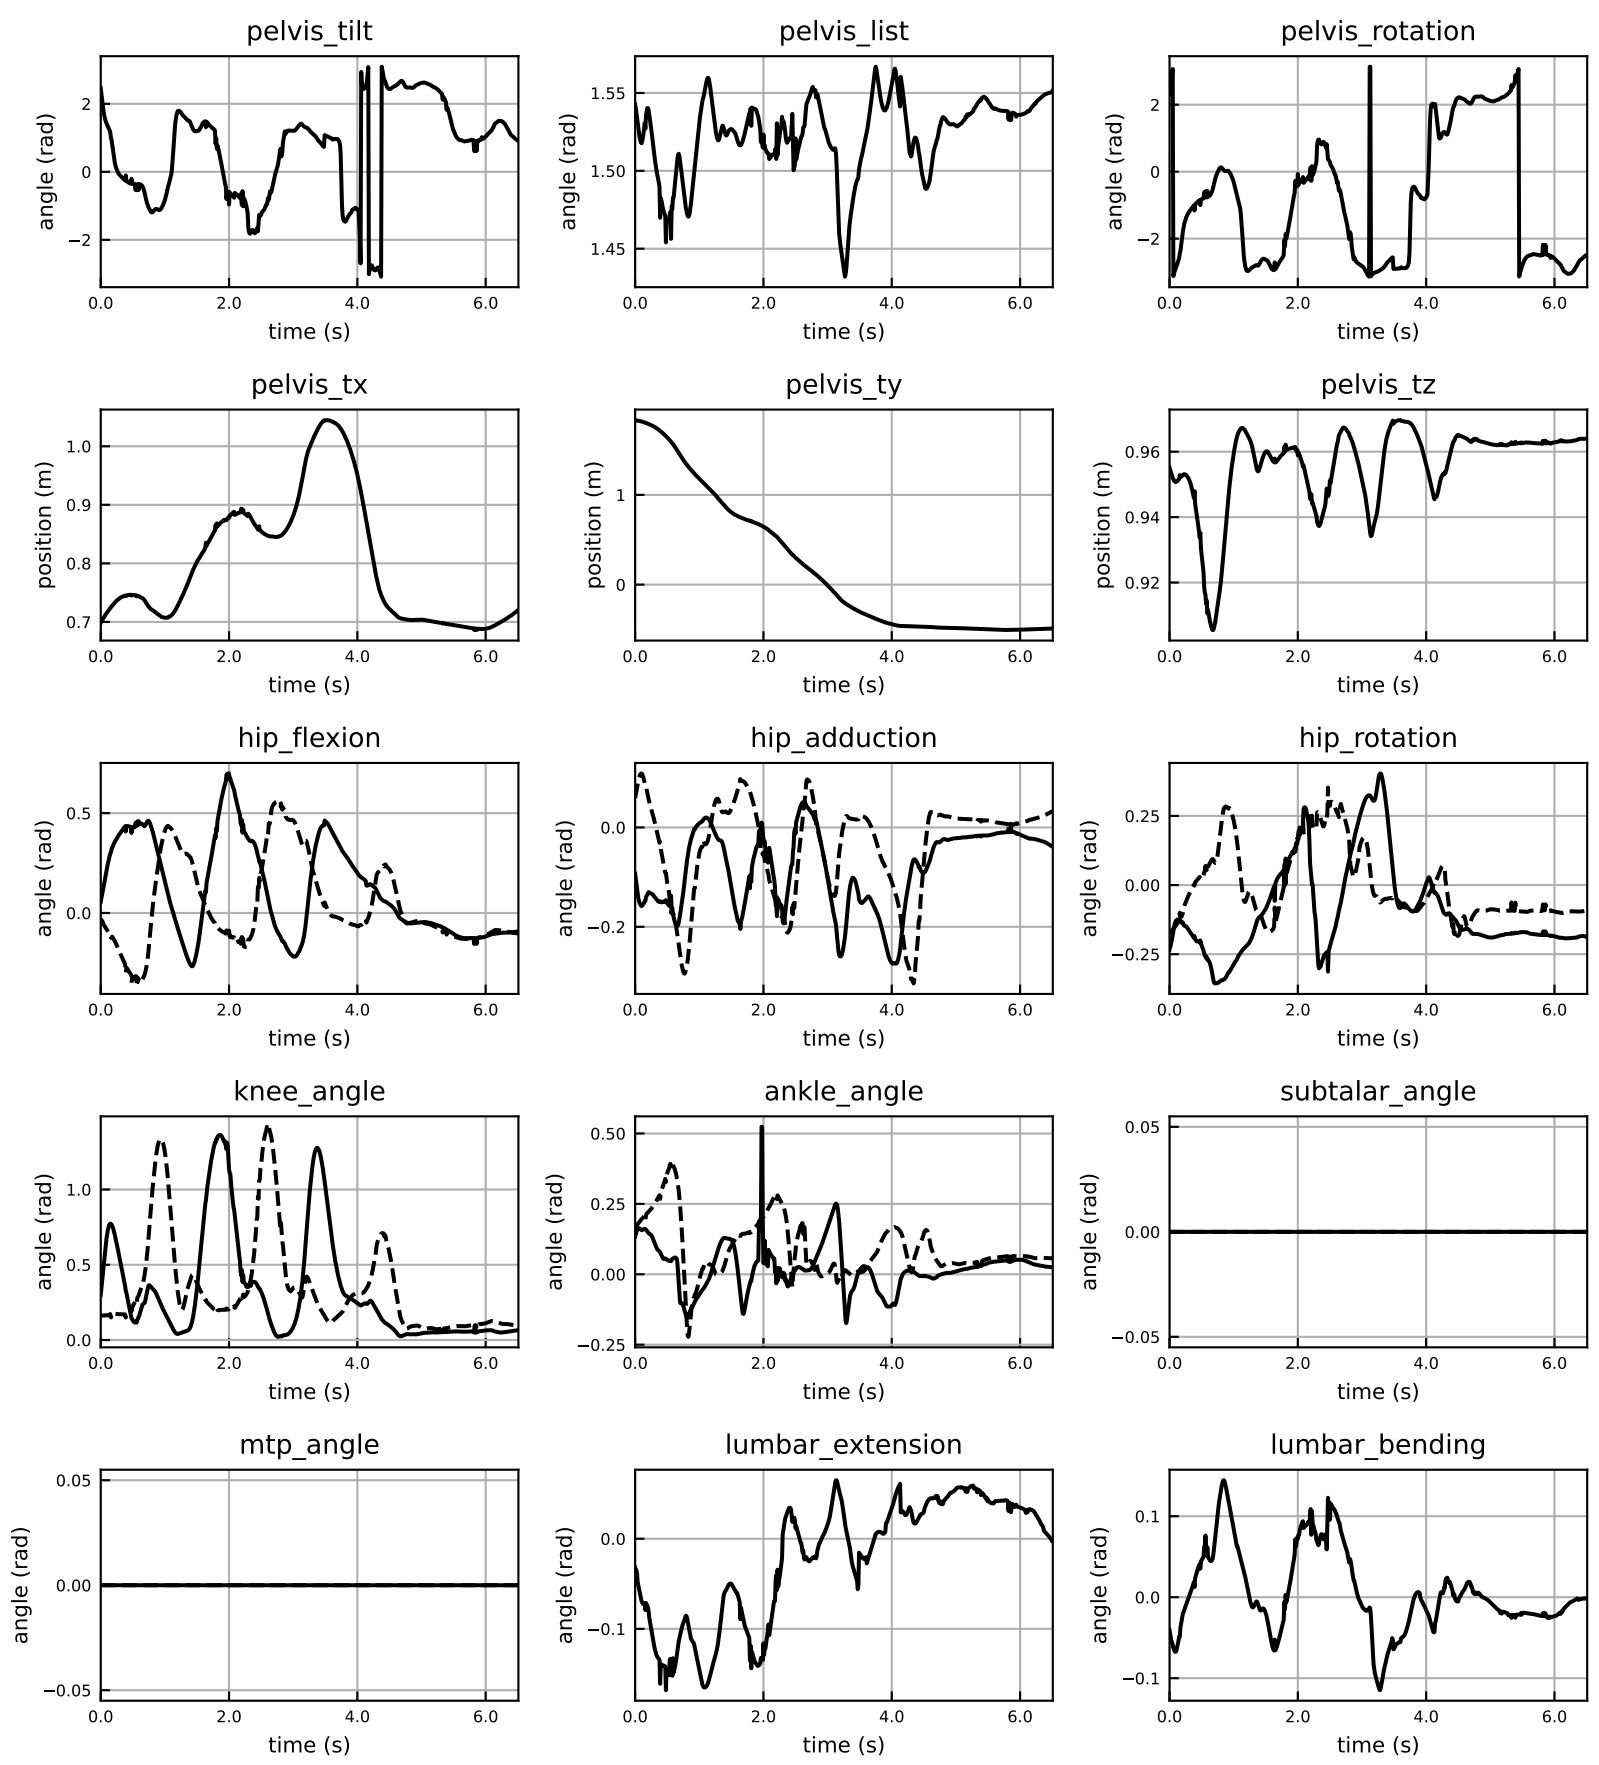 pelvis_tilt
angle (rad)
2
0
−2
0.0 2.0 4.0 6.0
time (s)
pelvis_list
angle (rad)
1.55
1.50
1.45
0.0 2.0 4.0 6.0
time (s)
pelvis_rotation
angle (rad)
2
0
−2
0.0 2.0 4.0 6.0
time (s)
pelvis_tx
position (m)
1.0
0.9
0.8
0.7
0.0 2.0 4.0 6.0
time (s)
pelvis_ty
position (m)
1
0
0.0 2.0 4.0 6.0
time (s)
pelvis_tz
position (m)
0.96
0.94
0.92
0.0 2.0 4.0 6.0
time (s)
hip_flexion
angle (rad)
0.5
0.0
0.0 2.0 4.0 6.0
time (s)
hip_adduction
angle (rad)
0.0
−0.2
0.0 2.0 4.0 6.0
time (s)
hip_rotation
angle (rad)
0.25
0.00
−0.25
0.0 2.0 4.0 6.0
time (s)
knee_angle
angle (rad)
1.0
0.5
0.0
0.0 2.0 4.0 6.0
time (s)
ankle_angle
angle (rad)
0.50
0.25
0.00
−0.25
0.0 2.0 4.0 6.0
time (s)
subtalar_angle
angle (rad)
0.05
0.00
−0.05
0.0 2.0 4.0 6.0
time (s)
mtp_angle
angle (rad)
0.05
0.00
−0.05
0.0 2.0 4.0 6.0
time (s)
lumbar_extension
angle (rad)
0.0
−0.1
0.0 2.0 4.0 6.0
time (s)
lumbar_bending
angle (rad)
0.1
0.0
−0.1
0.0 2.0 4.0 6.0
time (s)